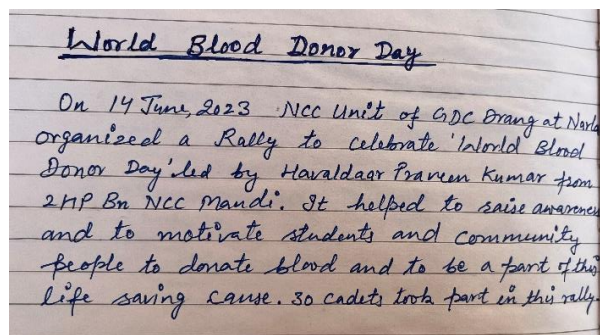 World Blood Donor Day
On 14 June, 2023 NCC Unit of GDC Drang at Narla
organized a Rally to celebrate 'World Blood
Donor Day' led by Havaldaar Praveen Kumar from
2HP Bn NCC Mandi. It helped to raise awareness
and to motivate students and community
people to donate blood and to be a part of this
life saving cause. 30 cadets took part in this rally.